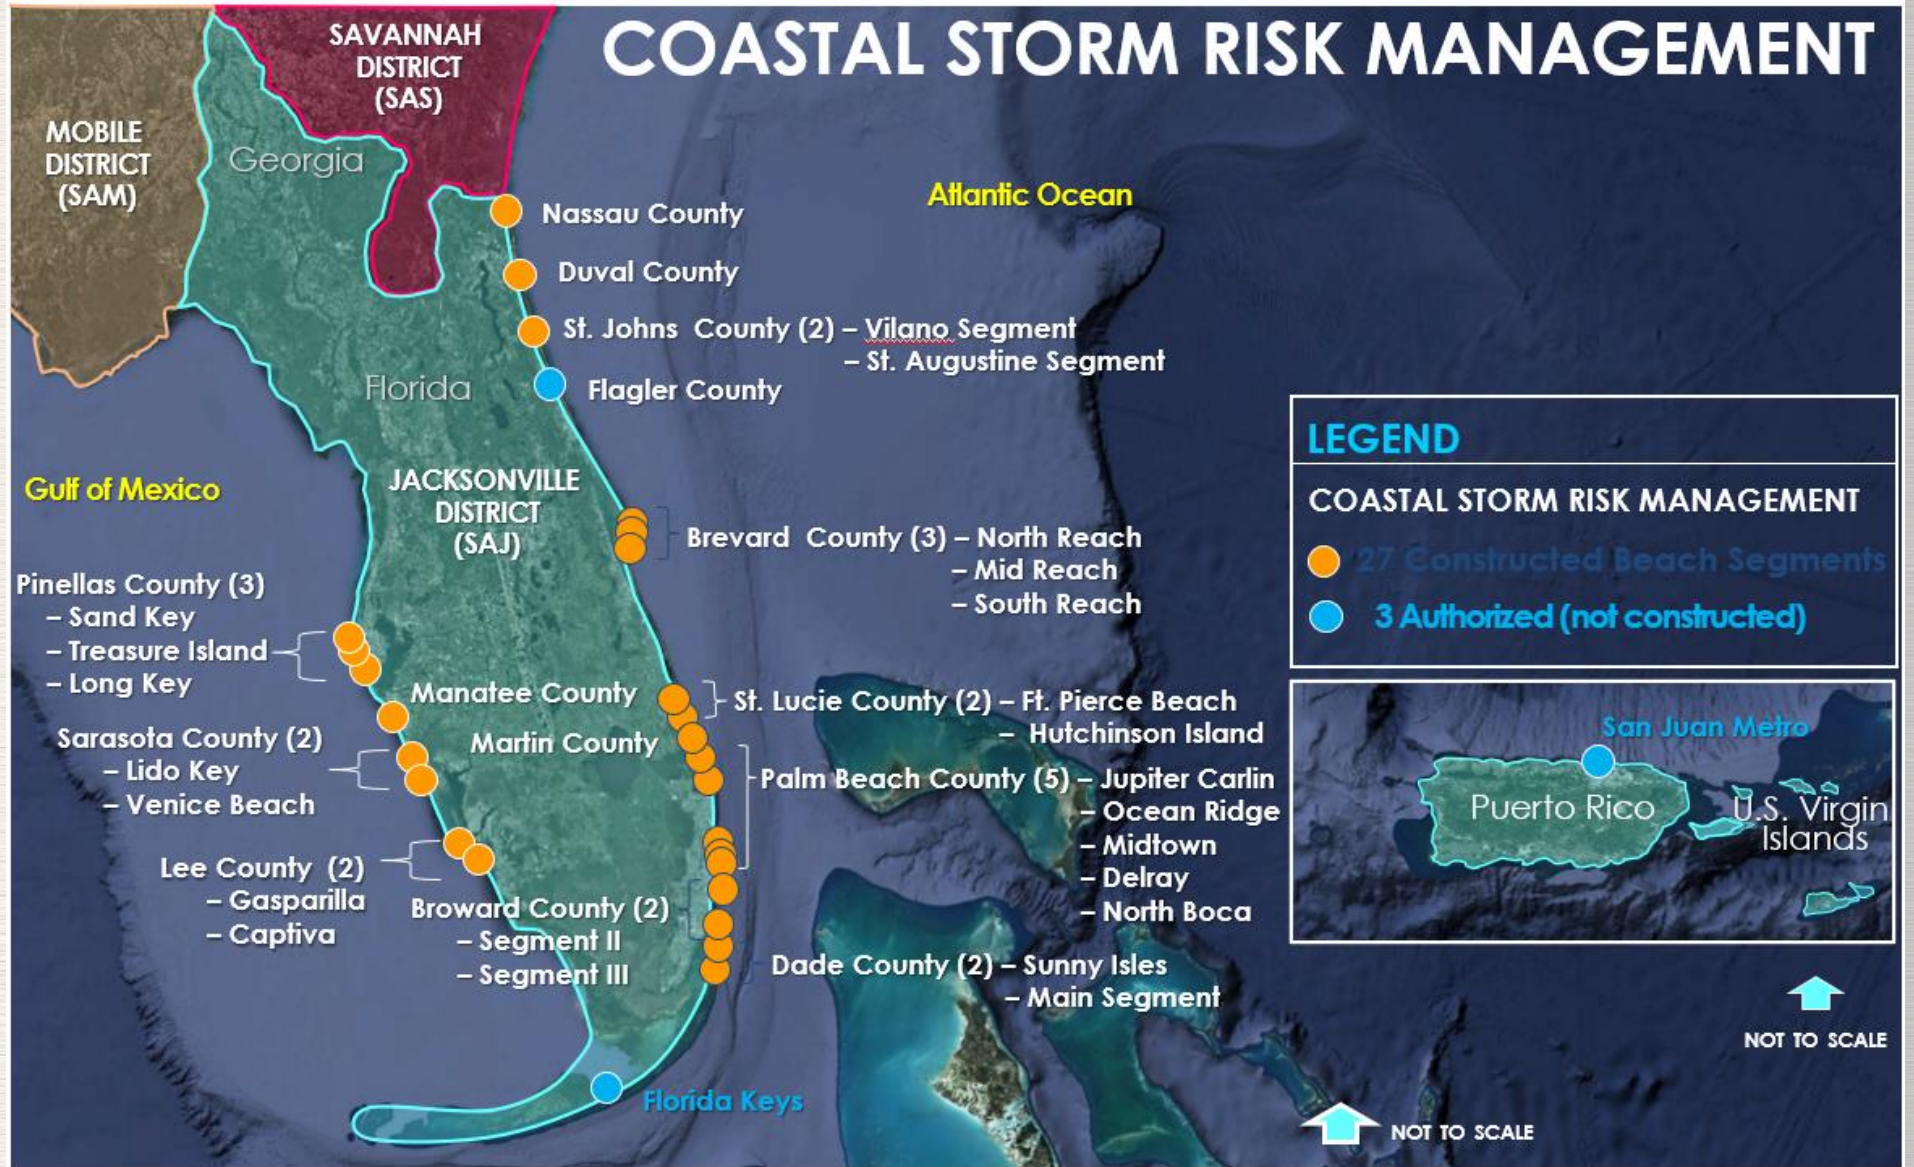 COASTAL STORM RISK MANAGEMENT
SAVANNAH
DISTRICT
(SAS)
MOBILE
DISTRICT
(SAM)
Georgia
Atlantic Ocean
Nassau County
Duval County
St. Johns County (2) – Vilano Segment
– St. Augustine Segment
Florida
Flagler County
Gulf of Mexico
JACKSONVILLE
DISTRICT
(SAJ)
Brevard County (3) – North Reach
– Mid Reach
– South Reach
Pinellas County (3)
– Sand Key
– Treasure Island
– Long Key
Manatee County
St. Lucie County (2) – Ft. Pierce Beach
– Hutchinson Island
Sarasota County (2)
– Lido Key
– Venice Beach
Martin County
Palm Beach County (5) – Jupiter Carlin
– Ocean Ridge
– Midtown
– Delray
– North Boca
Lee County (2)
– Gasparilla
– Captiva
Broward County (2)
– Segment II
– Segment III
Dade County (2) – Sunny Isles
– Main Segment
Florida Keys
LEGEND
COASTAL STORM RISK MANAGEMENT
27 Constructed Beach Segments
3 Authorized (not constructed)
San Juan Metro
Puerto Rico
U.S. Virgin
Islands
NOT TO SCALE
NOT TO SCALE